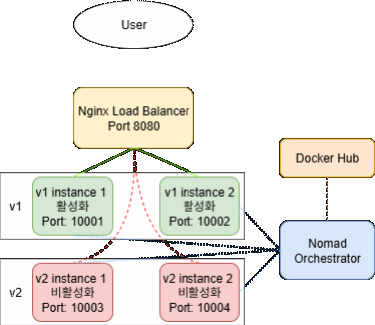 User
Nginx Load Balancer
Port 8080
Docker Hub
v1
v1 instance 1
활성화
Port: 10001
v1 instance 2
활성화
Port: 10002
Nomad
Orchestrator
v2
v2 instance 1
비활성화
Port: 10003
v2 instance 2
비활성화
Port: 10004